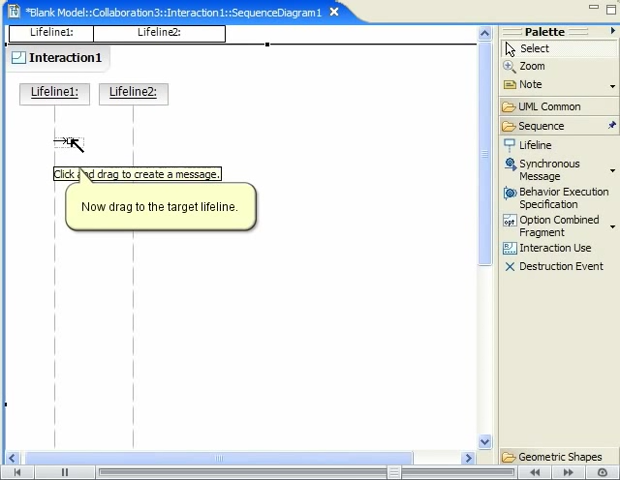 *Blank Model::Collaboration3::Interaction1::SequenceDiagram1
Lifeline1: Lifeline2:
Interaction1
Lifeline1: Lifeline2:
Click and drag to create a message.
Now drag to the target lifeline.
Palette
Select
Zoom
Note
UML Common
Sequence
Lifeline
Synchronous
Message
Behavior Execution
Specification
Option Combined
Fragment
Interaction Use
Destruction Event
Geometric Shapes